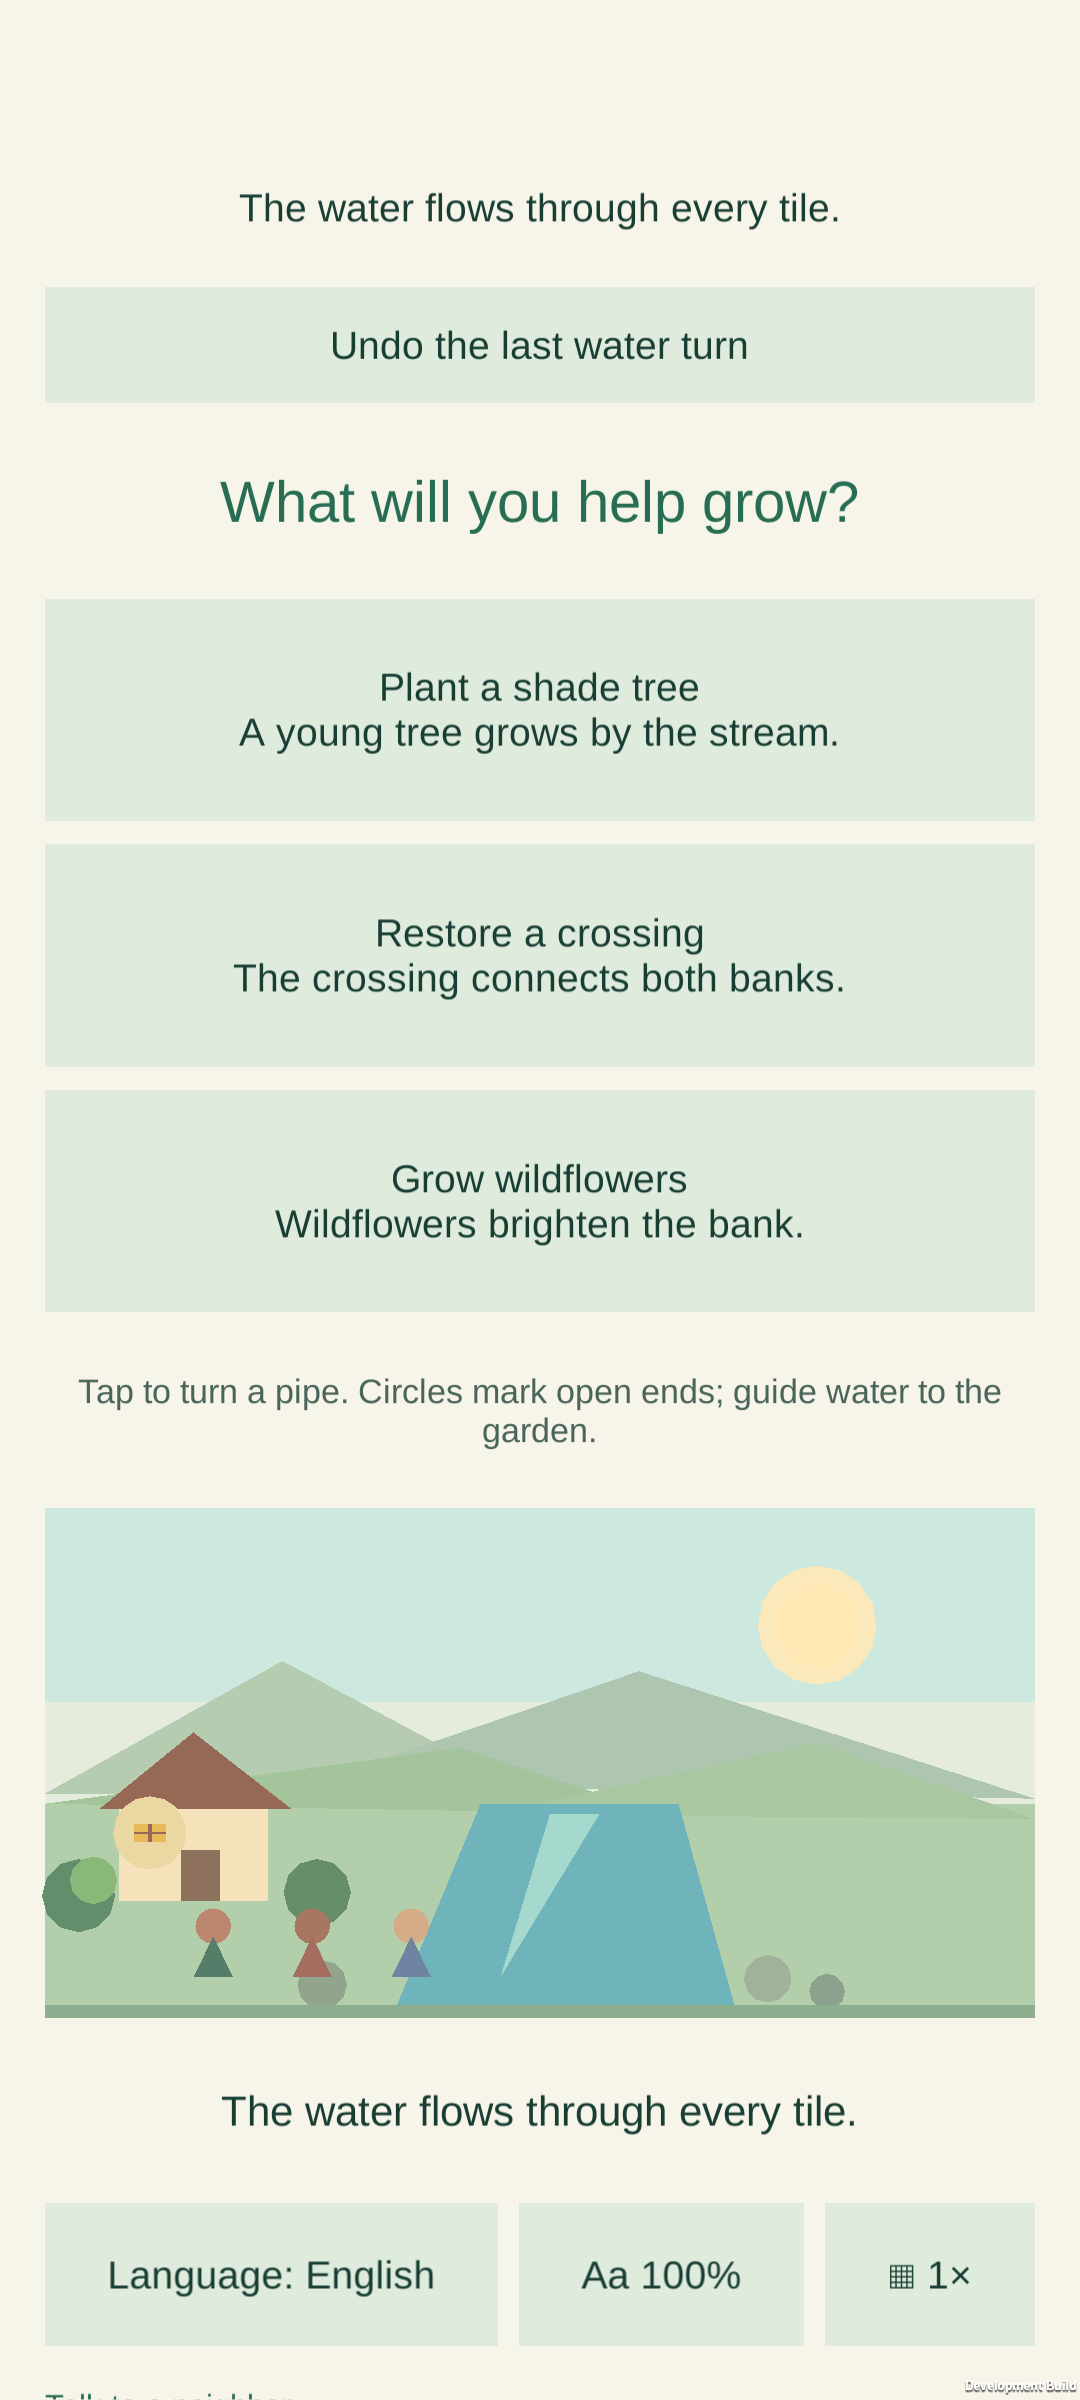 The water flows through every tile.
Undo the last water turn
What will you help grow?
Plant a shade tree
A young tree grows by the stream.
Restore a crossing
The crossing connects both banks.
Grow wildflowers
Wildflowers brighten the bank.
Tap to turn a pipe. Circles mark open ends; guide water to the
garden.
The water flows through every tile.
Language: English
Aa 100%
▦ 1×
Development Build